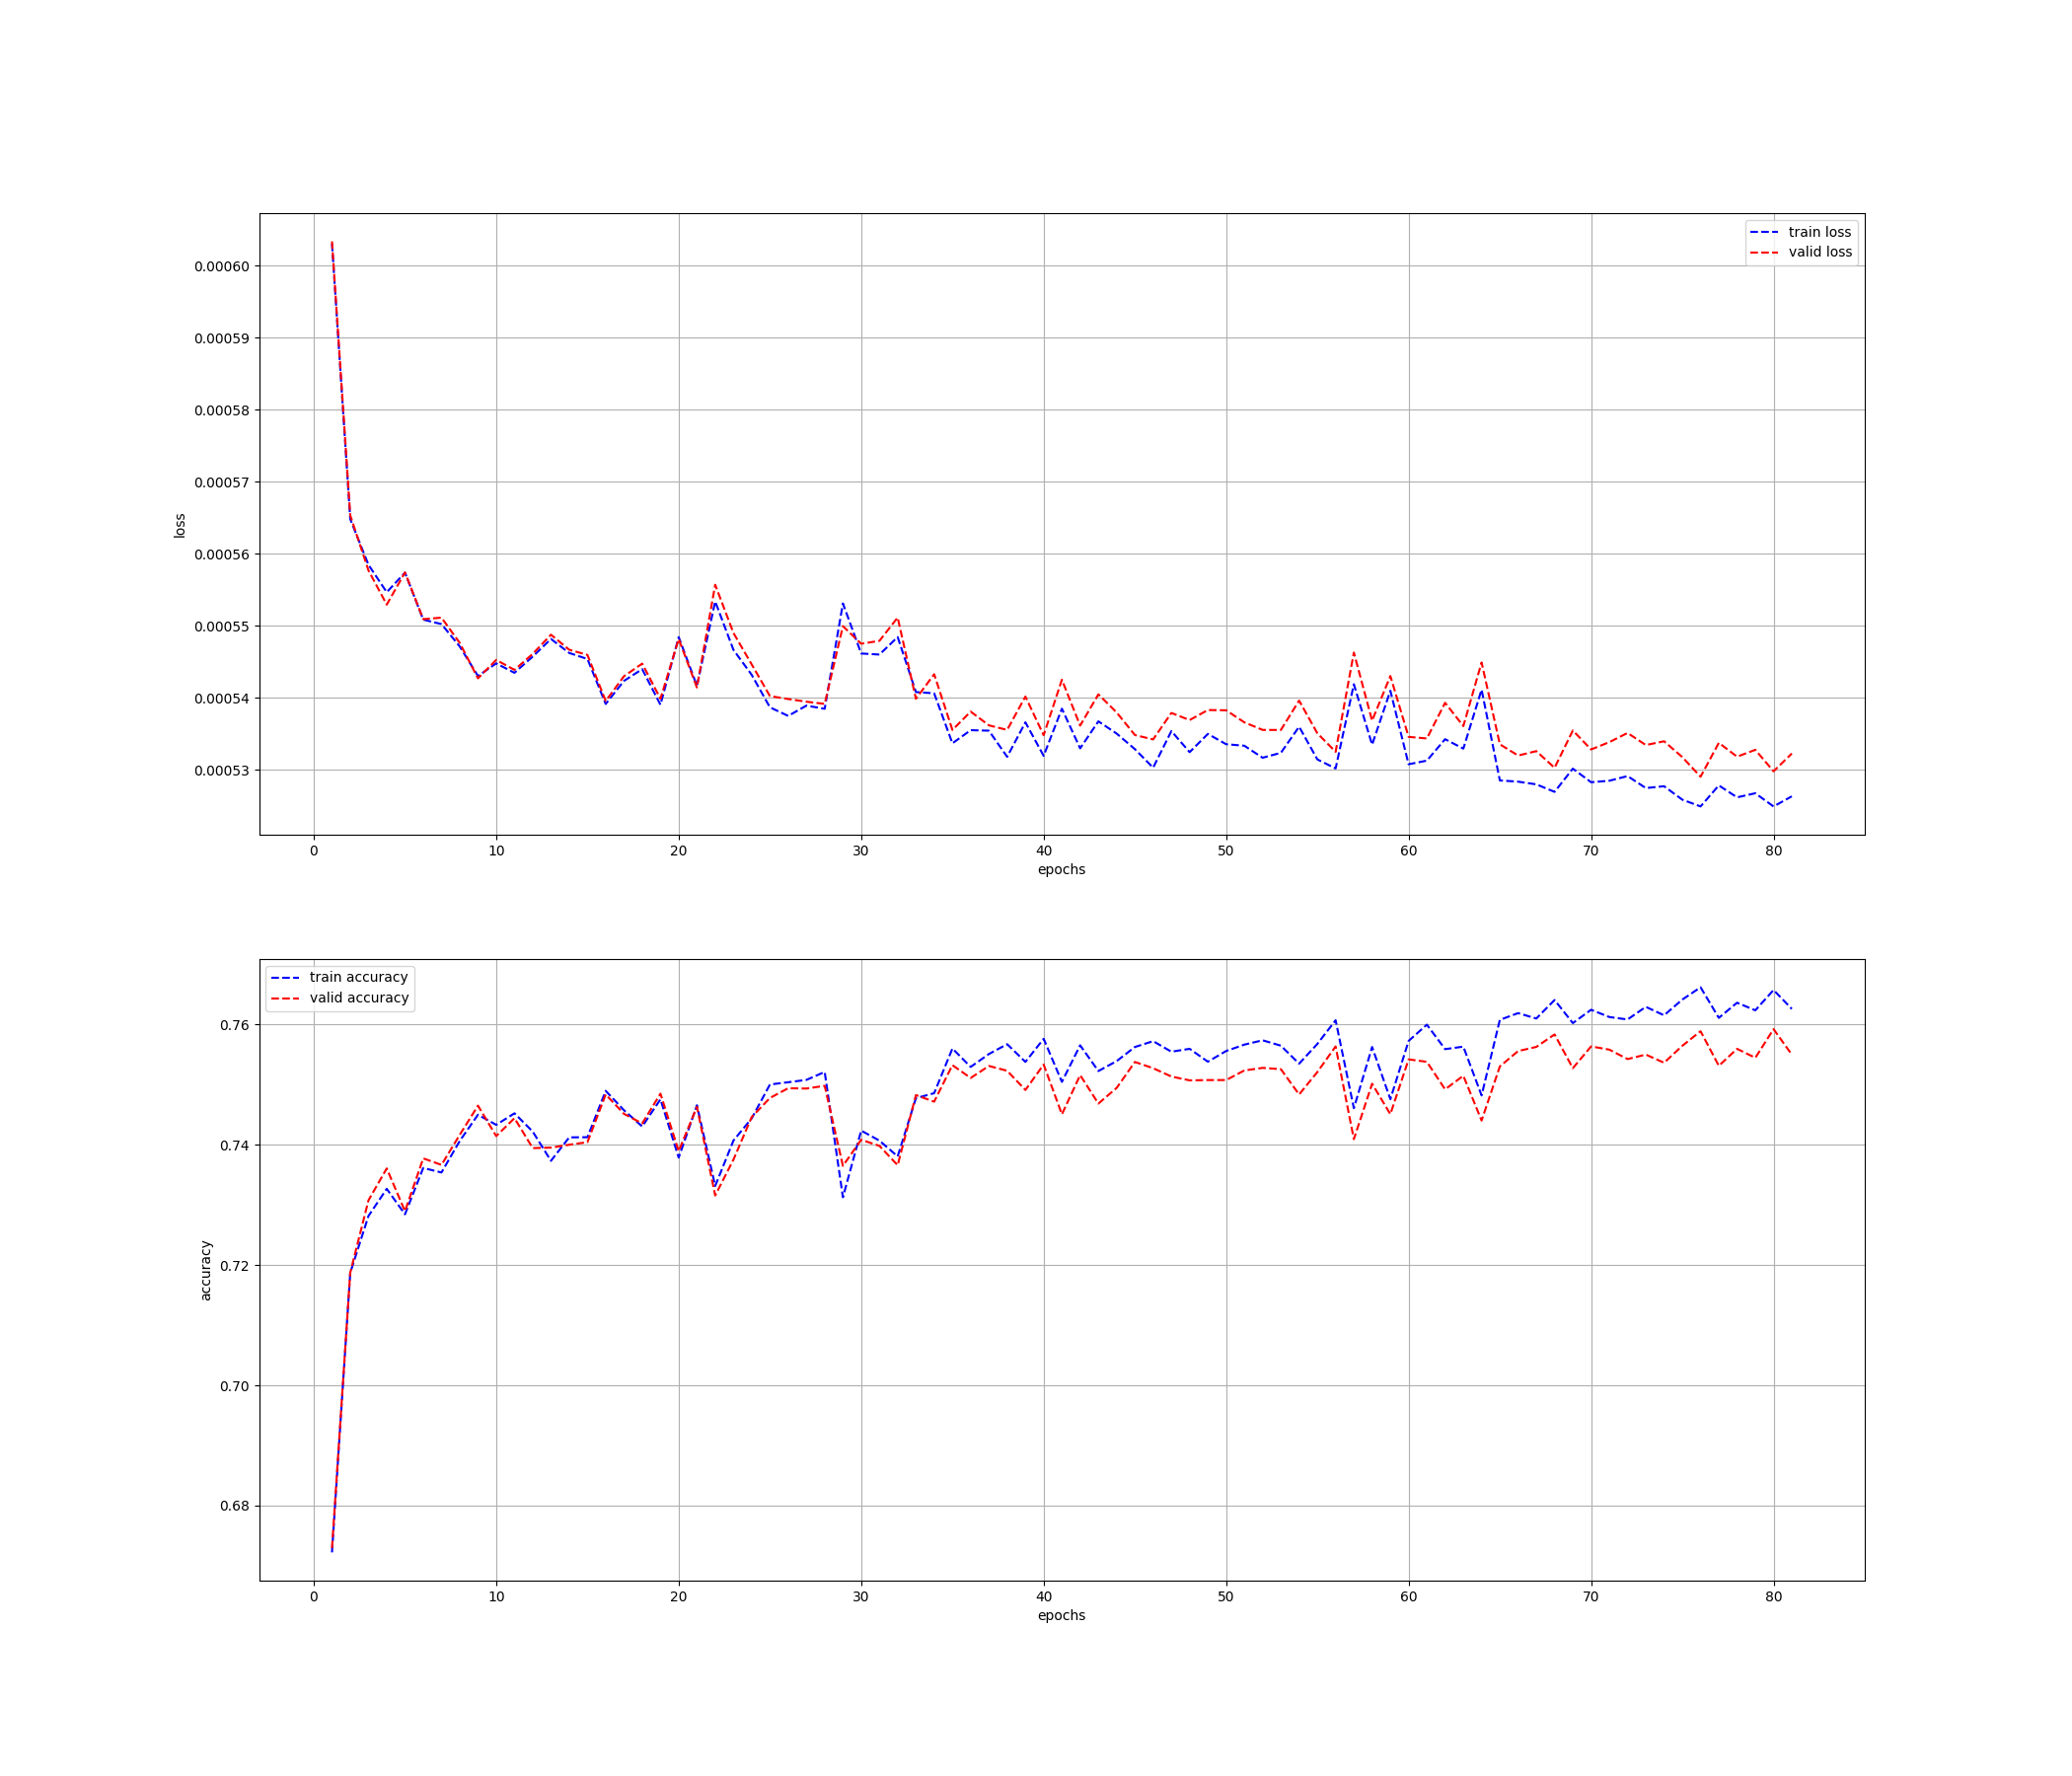 train loss
valid loss
0.00060
0.00059
0.00058
0.00057
0.00056
0.00055
0.00054
0.00053
loss
0 10 20 30 40 50 60 70 80
epochs
train accuracy
valid accuracy
0.76
0.74
0.72
0.70
0.68
accuracy
0 10 20 30 40 50 60 70 80
epochs